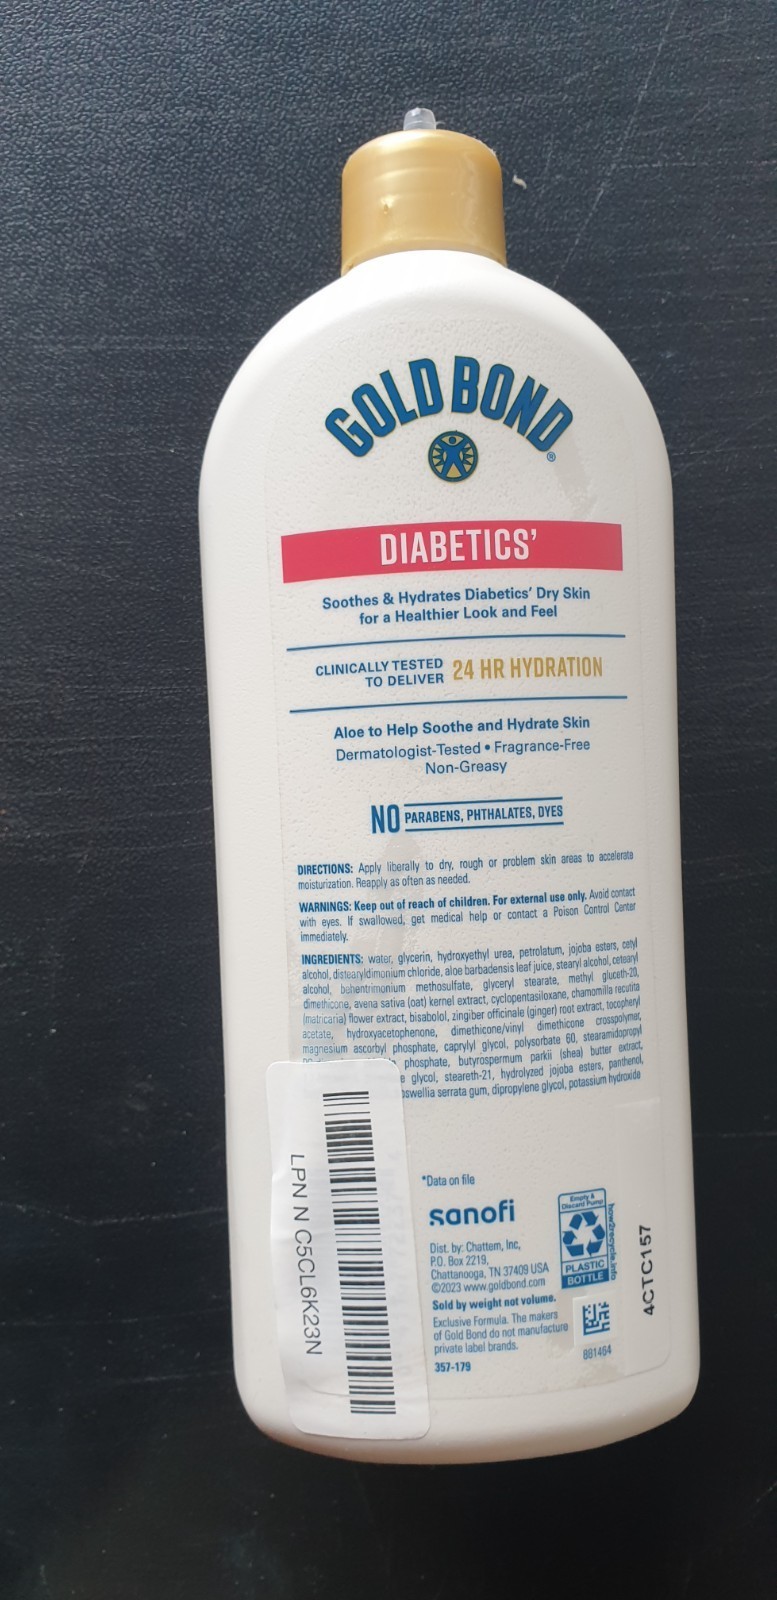 GOLD BOND®
DIABETICS'
Soothes & Hydrates Diabetics' Dry Skin
for a Healthier Look and Feel
CLINICALLY TESTED
TO DELIVER
24 HR HYDRATION
Aloe to Help Soothe and Hydrate Skin
Dermatologist-Tested • Fragrance-Free
Non-Greasy
NO PARABENS, PHTHALATES, DYES
DIRECTIONS: Apply liberally to dry, rough or problem skin areas to accelerate
moisturization. Reapply as often as needed.
WARNINGS: Keep out of reach of children. For external use only. Avoid contact
with eyes. If swallowed, get medical help or contact a Poison Control Center
immediately.
INGREDIENTS: water, glycerin, hydroxyethyl urea, petrolatum, jojoba esters, cetyl
alcohol, distearyldimonium chloride, aloe barbadensis leaf juice, stearyl alcohol, cetearyl
alcohol, behentrimonium methosulfate, glyceryl stearate, methyl gluceth-20,
dimethicone, avena sativa (oat) kernel extract, cyclopentasiloxane, chamomilla recutita
(matricaria) flower extract, bisabolol, zingiber officinale (ginger) root extract, tocopheryl
acetate, hydroxyacetophenone, dimethicone/vinyl dimethicone crosspolymer,
magnesium ascorbyl phosphate, caprylyl glycol, polysorbate 60, stearamidopropyl
phosphate, butyrospermum parkii (shea) butter extract,
glycol, steareth-21, hydrolyzed jojoba esters, panthenol,
oswellia serrata gum, dipropylene glycol, potassium hydroxide
LPN N C5CL6K23N
*Data on file
sanofi
Dist. by: Chattem, Inc,
P.O. Box 2219,
Chattanooga, TN 37409 USA
©2023 www.goldbond.com
Sold by weight not volume.
Exclusive Formula. The makers
of Gold Bond do not manufacture
private label brands.
357-179
Empty &
Discard Pump
PLASTIC
BOTTLE
how2recycle.info
881464
4CTC157